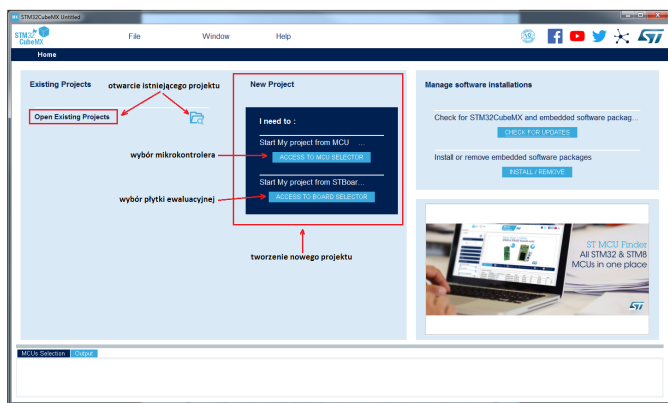 STM32CubeMX Untitled
STM32
CubeMX
File
Window
Help
Home
Existing Projects
otwarcie istniejącego projektu
Open Existing Projects
wybór mikrokontrolera
wybór płytki ewaluacyjnej
New Project
I need to :
Start My project from MCU ...
ACCESS TO MCU SELECTOR
Start My project from STBoar...
ACCESS TO BOARD SELECTOR
tworzenie nowego projektu
Manage software installations
Check for STM32CubeMX and embedded software packag...
CHECK FOR UPDATES
Install or remove embedded software packages
INSTALL / REMOVE
ST MCU Finder
All STM32 & STM8
MCUs in one place
MCUs Selection
Output